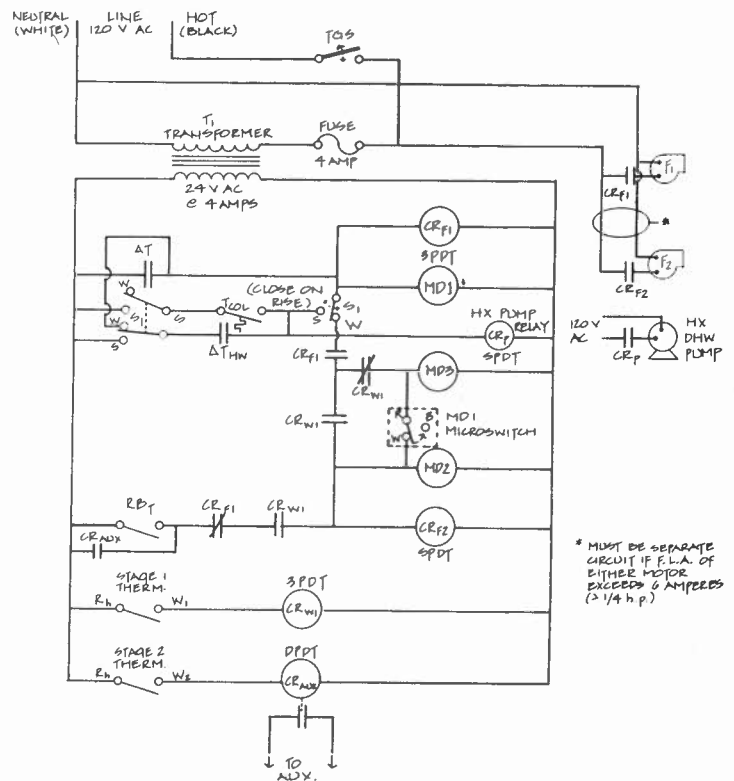 NEUTRAL (WHITE)
LINE 120 V AC
HOT (BLACK)
TGS
T1 TRANSFORMER
FUSE
4 AMP
24 V AC
@ 4 AMPS
F1
CRF1
*
F2
CRF2
CRF1
3PDT
MD1
ΔT
(CLOSE ON RISE)
W
S
TCOL
S
S1
W
S1
W
S
ΔTHW
HX PUMP RELAY
CRP
SPDT
120 V AC
CRP
HX DHW PUMP
CRF1
CRW1
MD3
CRW1
R
B
W
MD1 MICROSWITCH
MD2
RBT
CRF1
CRW1
CRF2
SPDT
CRAUX
* MUST BE SEPARATE
CIRCUIT IF F.L.A. OF
EITHER MOTOR
EXCEEDS 6 AMPERES
(> 1/4 h.p.)
STAGE 1 THERM.
Rh
W1
3PDT
CRW1
STAGE 2 THERM.
Rh
W2
DPDT
CRAUX
TO AUX.